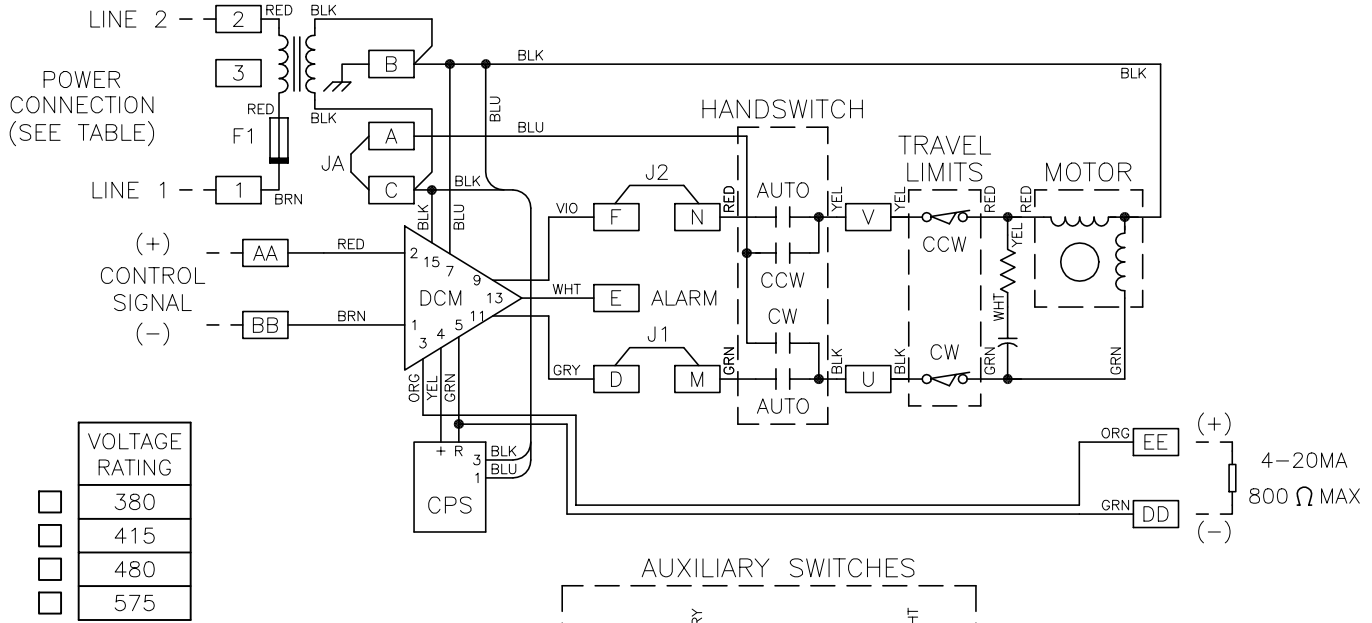 LINE 2
2
RED
BLK
POWER
CONNECTION
(SEE TABLE)
3
RED
BLK
F1
LINE 1
1
BRN
B
BLK
BLK
BLU
A
BLU
JA
C
BLK
BLK
BLU
HANDSWITCH
TRAVEL
LIMITS
MOTOR
J2
VIO
F
N
RED
AUTO
YEL
V
YEL
RED
RED
CCW
CCW
YEL
WHT
(+)
CONTROL
SIGNAL
(-)
AA
RED
BB
BRN
2
15
7
9
DCM
13
11
1
3
4
5
WHT
E
ALARM
CW
J1
GRY
D
M
GRN
BLK
U
BLK
CW
GRN
GRN
AUTO
ORG
YEL
GRN
+
R
3
BLK
1
BLU
CPS
ORG
EE
(+)
4-20MA
800 Ω MAX
GRN
DD
(-)
VOLTAGE
RATING
380
415
480
575
AUXILIARY SWITCHES